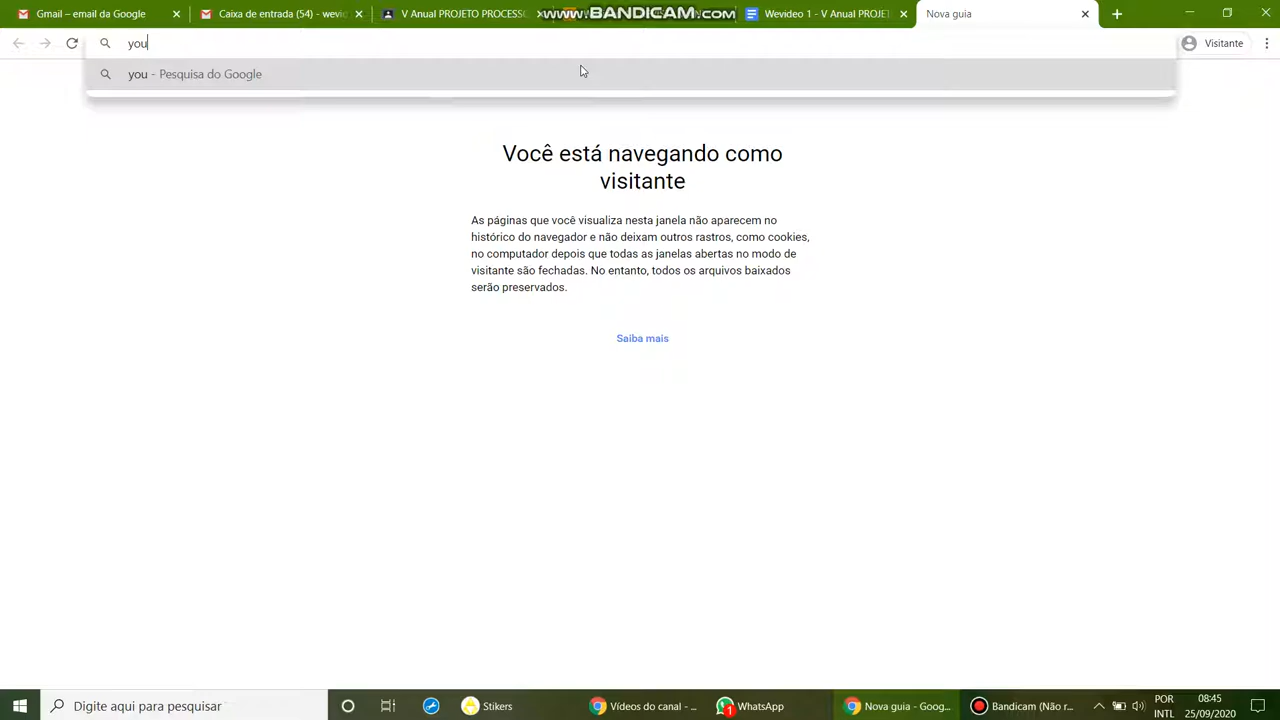 Gmail – email da Google
Caixa de entrada (54) - wevid
V Anual PROJETO PROCESSO
WWW.BANDICAM.COM
Wevideo 1 - V Anual PROJET
Nova guia
you
Visitante
you - Pesquisa do Google
Você está navegando como
visitante
As páginas que você visualiza nesta janela não aparecem no
histórico do navegador e não deixam outros rastros, como cookies,
no computador depois que todas as janelas abertas no modo de
visitante são fechadas. No entanto, todos os arquivos baixados
serão preservados.
Saiba mais
Digite aqui para pesquisar
Stikers
Vídeos do canal - ...
1
WhatsApp
Nova guia - Goog...
Bandicam (Não r...
POR
INTL
08:45
25/09/2020